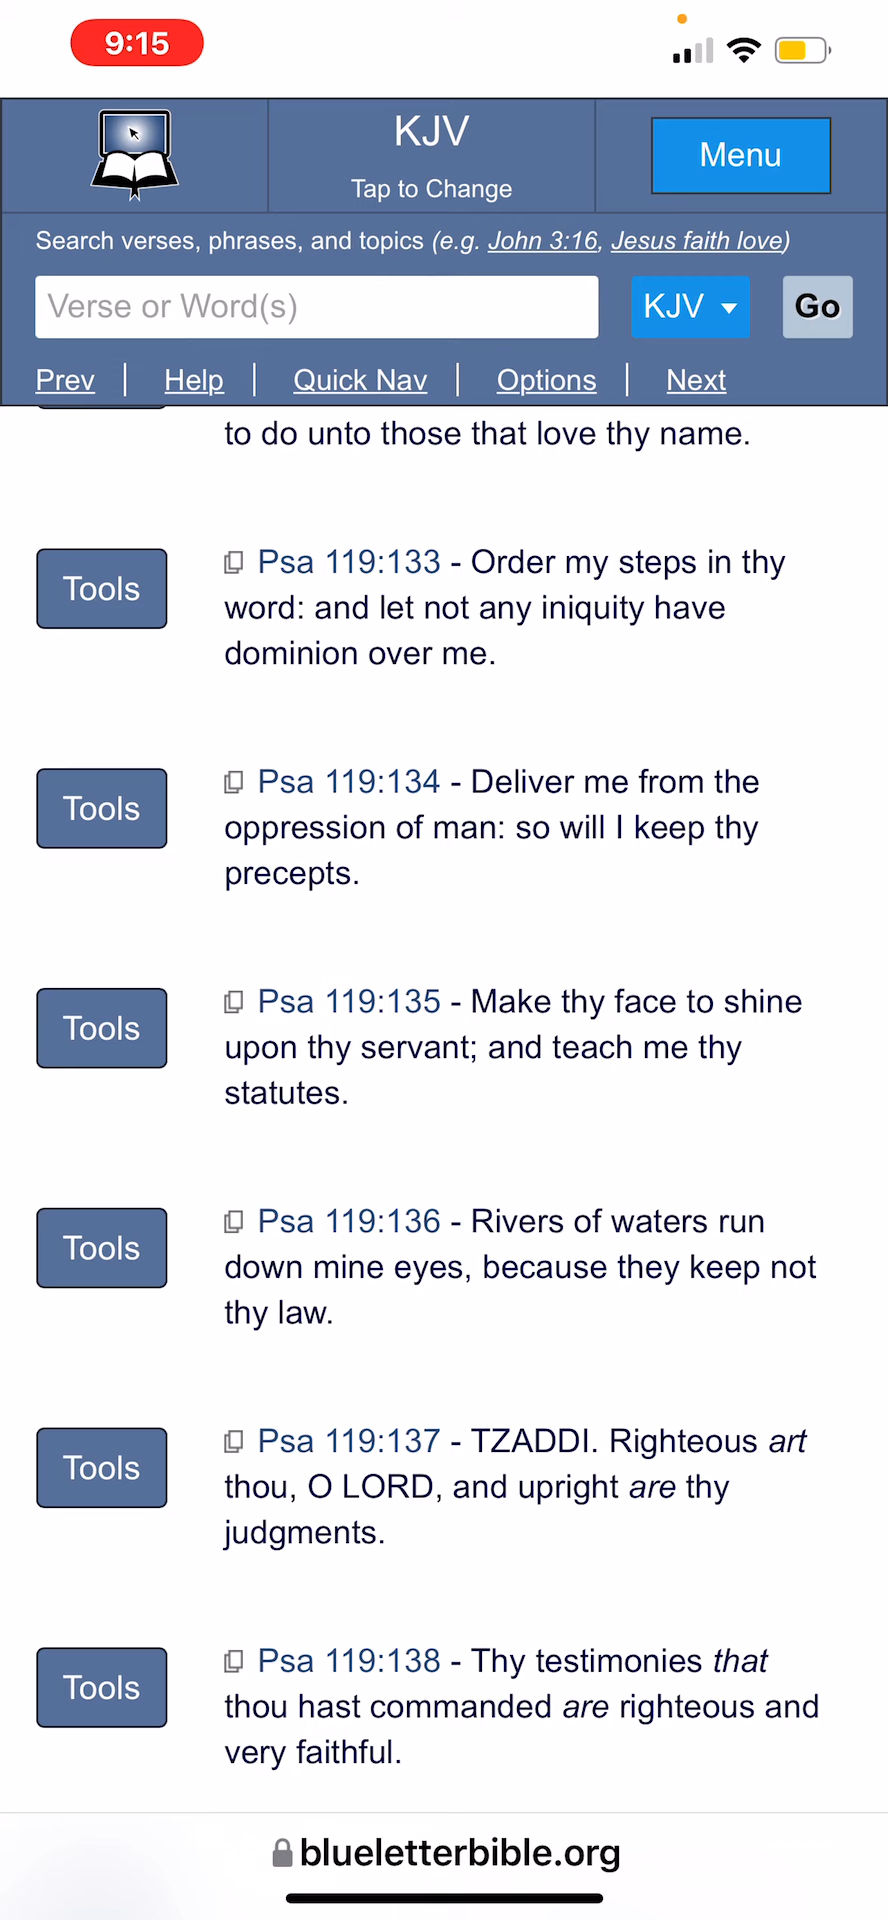 9:15
KJV
Tap to Change
Menu
Search verses, phrases, and topics (e.g. John 3:16, Jesus faith love)
Verse or Word(s)
KJV
Go
Prev | Help | Quick Nav | Options | Next
to do unto those that love thy name.
Tools
Psa 119:133 - Order my steps in thy
word: and let not any iniquity have
dominion over me.
Tools
Psa 119:134 - Deliver me from the
oppression of man: so will I keep thy
precepts.
Tools
Psa 119:135 - Make thy face to shine
upon thy servant; and teach me thy
statutes.
Tools
Psa 119:136 - Rivers of waters run
down mine eyes, because they keep not
thy law.
Tools
Psa 119:137 - TZADDI. Righteous art
thou, O LORD, and upright are thy
judgments.
Tools
Psa 119:138 - Thy testimonies that
thou hast commanded are righteous and
very faithful.
blueletterbible.org